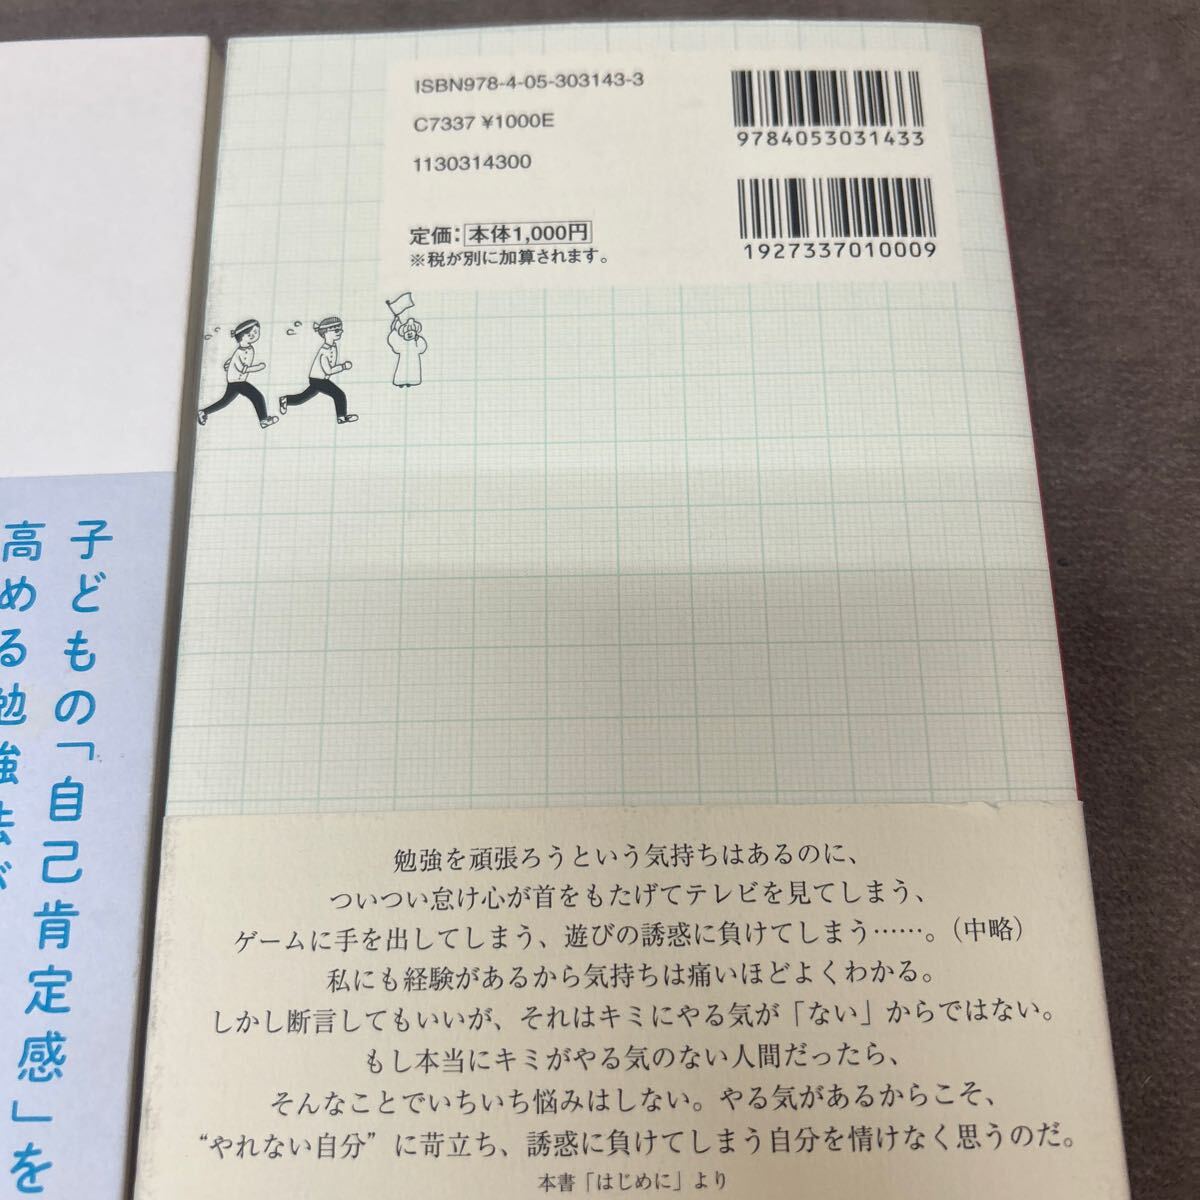 ISBN978-4-05-303143-3
C7337 ¥1000E
1130314300
定価：本体1,000円
※税が別に加算されます。
9784053031433
1927337010009
勉強を頑張ろうという気持ちはあるのに、
ついつい怠け心が首をもたげてテレビを見てしまう、
ゲームに手を出してしまう、遊びの誘惑に負けてしまう……。（中略）
私にも経験があるから気持ちは痛いほどよくわかる。
しかし断言してもいいが、それはキミにやる気が「ない」からではない。
もし本当にキミがやる気のない人間だったら、
そんなことでいちいち悩みはしない。やる気があるからこそ、
“やれない自分”に苛立ち、誘惑に負けてしまう自分を情けなく思うのだ。
本書「はじめに」より
子どもの「自己肯定感」を
高める勉強法が